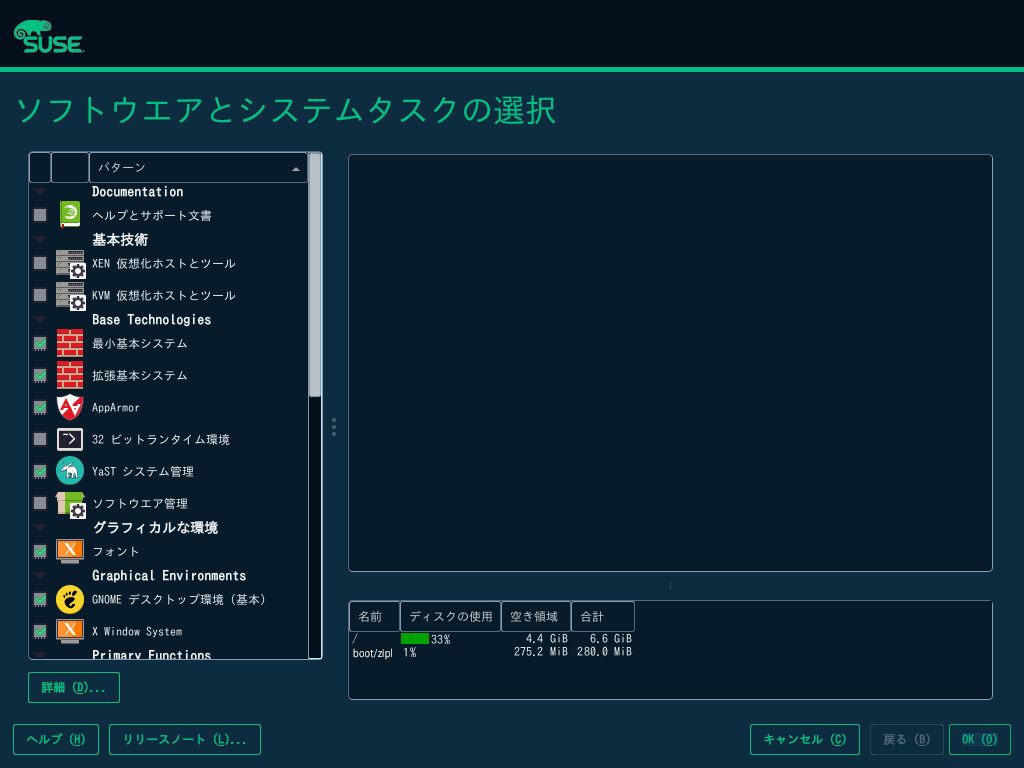 SUSE
ソフトウエアとシステムタスクの選択
パターン
Documentation
ヘルプとサポート文書
基本技術
XEN 仮想化ホストとツール
KVM 仮想化ホストとツール
Base Technologies
最小基本システム
拡張基本システム
AppArmor
32 ビットランタイム環境
YaST システム管理
ソフトウエア管理
グラフィカルな環境
フォント
Graphical Environments
GNOME デスクトップ環境 (基本)
X Window System
Primary Functions
詳細 (D)...
名前 ディスクの使用 空き領域 合計
/ 33% 4.4 GiB 6.6 GiB
boot/zipl 1% 275.2 MiB 280.0 MiB
ヘルプ (H) リリースノート (L)... キャンセル (C) 戻る (B) OK (O)